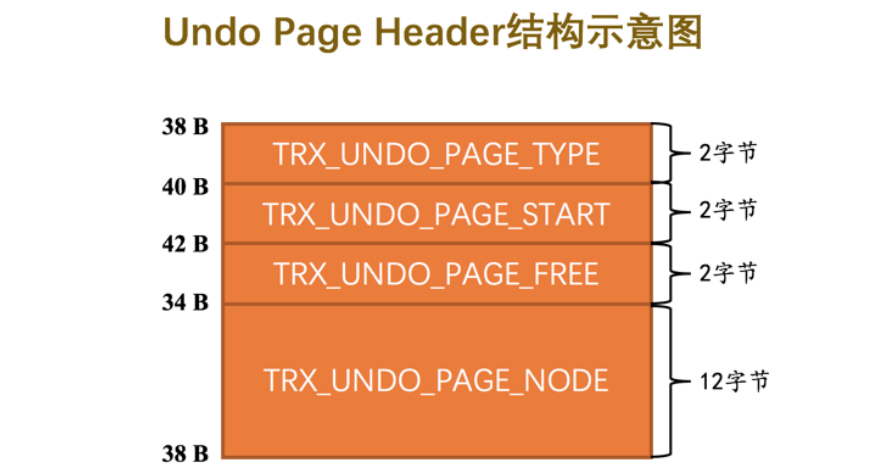 Undo Page Header结构示意图
38 B
TRX_UNDO_PAGE_TYPE
2字节
40 B
TRX_UNDO_PAGE_START
2字节
42 B
TRX_UNDO_PAGE_FREE
2字节
34 B
TRX_UNDO_PAGE_NODE
12字节
38 B